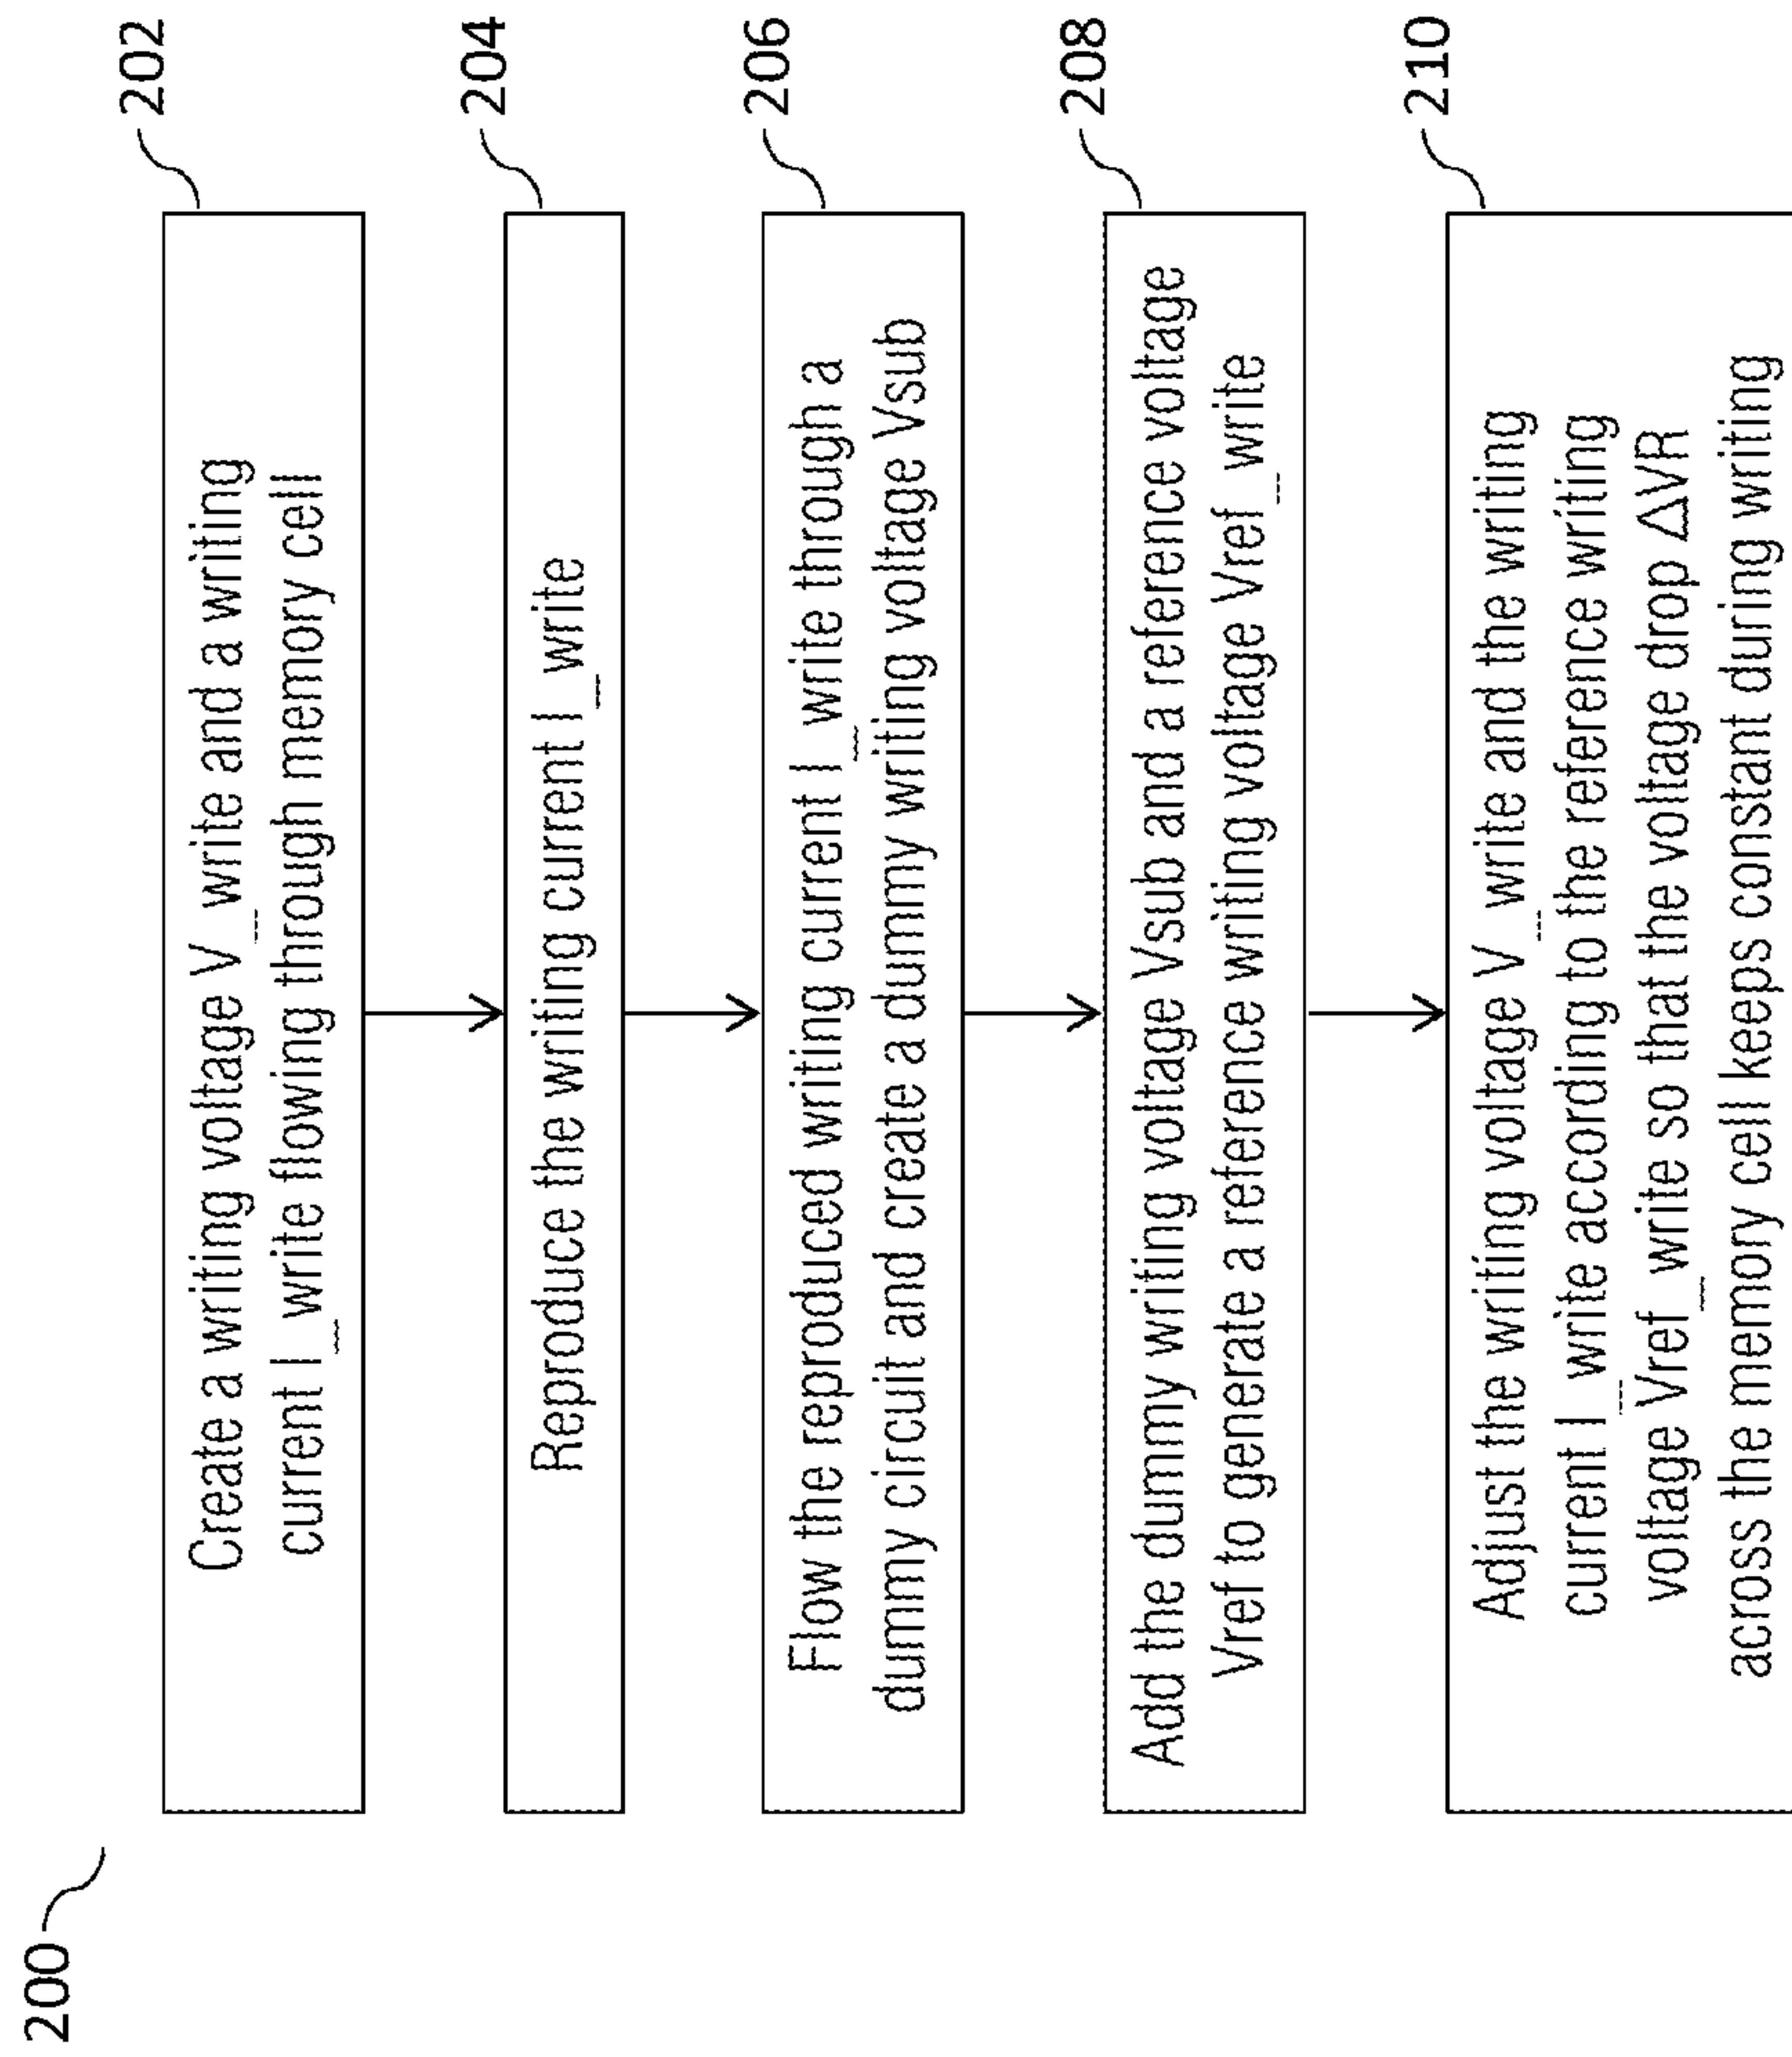 200
202
Create a writing voltage V_write and a writing
current I_write flowing through memory cell
204
Reproduce the writing current I_write
206
Flow the reproduced writing current I_write through a
dummy circuit and create a dummy writing voltage Vsub
208
Add the dummy writing voltage Vsub and a reference voltage
Vref to generate a reference writing voltage Vref_write
210
Adjust the writing voltage V_write and the writing
current I_write according to the reference writing
voltage Vref_write so that the voltage drop ΔVR
across the memory cell keeps constant during writing